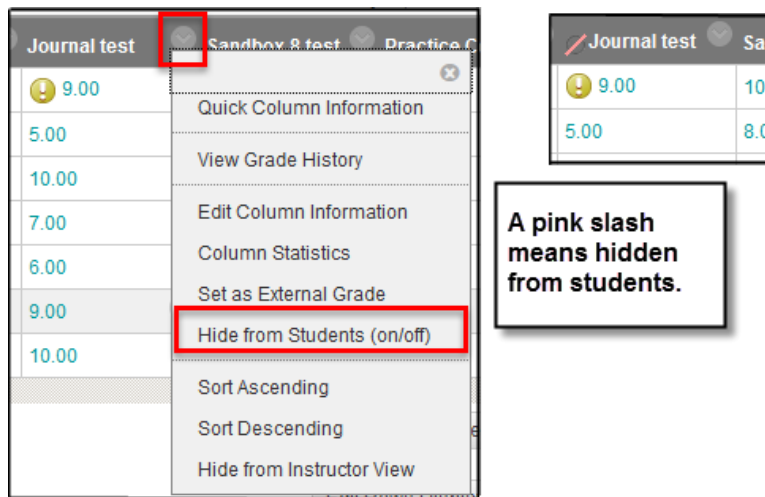 Journal test Sandbox 8 test Practice C
9.00
5.00
10.00
7.00
6.00
9.00
10.00
Quick Column Information
View Grade History
Edit Column Information
Column Statistics
Set as External Grade
Hide from Students (on/off)
Sort Ascending
Sort Descending
Hide from Instructor View
Journal test Sa
9.00 10
5.00 8.0
A pink slash
means hidden
from students.